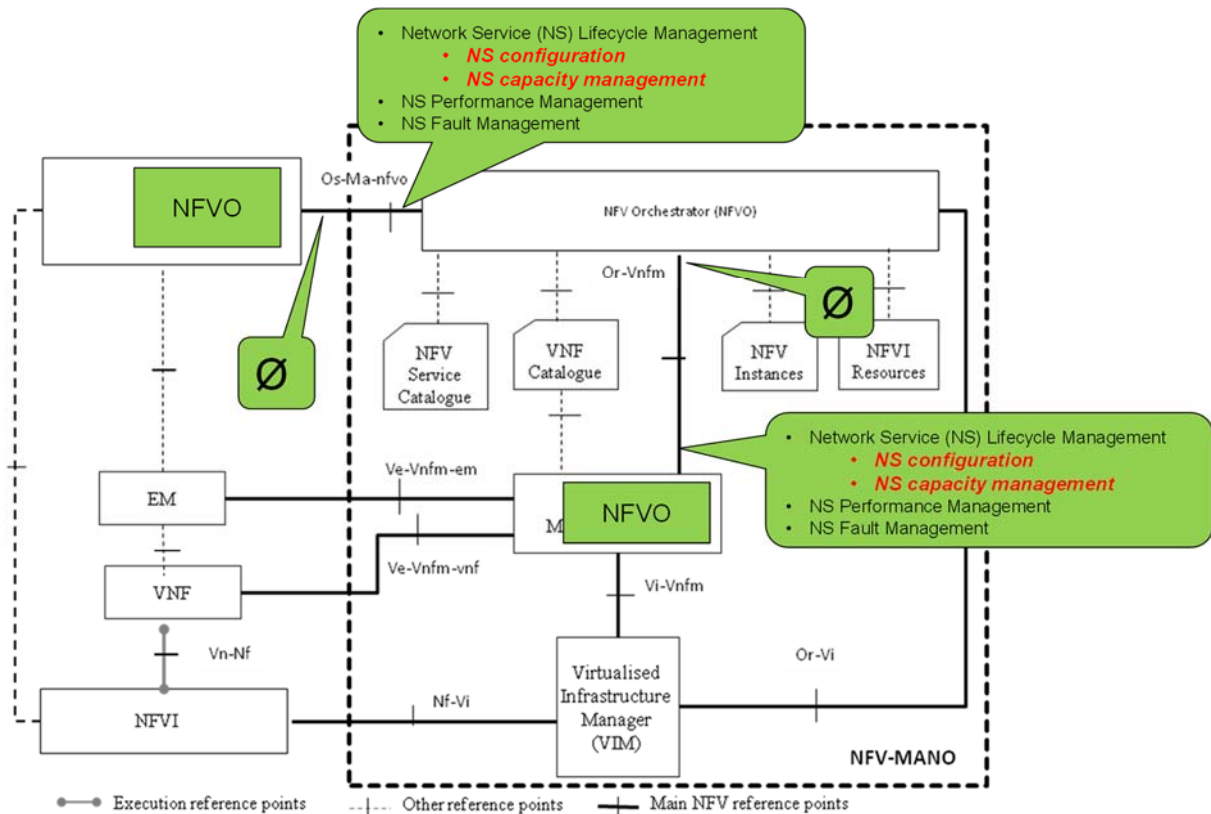 • Network Service (NS) Lifecycle Management
• NS configuration
• NS capacity management
• NS Performance Management
• NS Fault Management
Os-Ma-nfvo
NFVO
NFV Orchestrator (NFVO)
Or-Vnfm
Ø
Ø
NFV
Service
Catalogue
VNF
Catalogue
NFV
Instances
NFVI
Resources
• Network Service (NS) Lifecycle Management
• NS configuration
• NS capacity management
• NS Performance Management
• NS Fault Management
Ve-Vnfm-em
EM
NFVO
M
Ve-Vnfm-vnf
VNF
Vi-Vnfm
Vn-Nf
Or-Vi
Virtualised
Infrastructure
Manager
(VIM)
Nf-Vi
NFVI
NFV-MANO
Execution reference points
Other reference points
Main NFV reference points